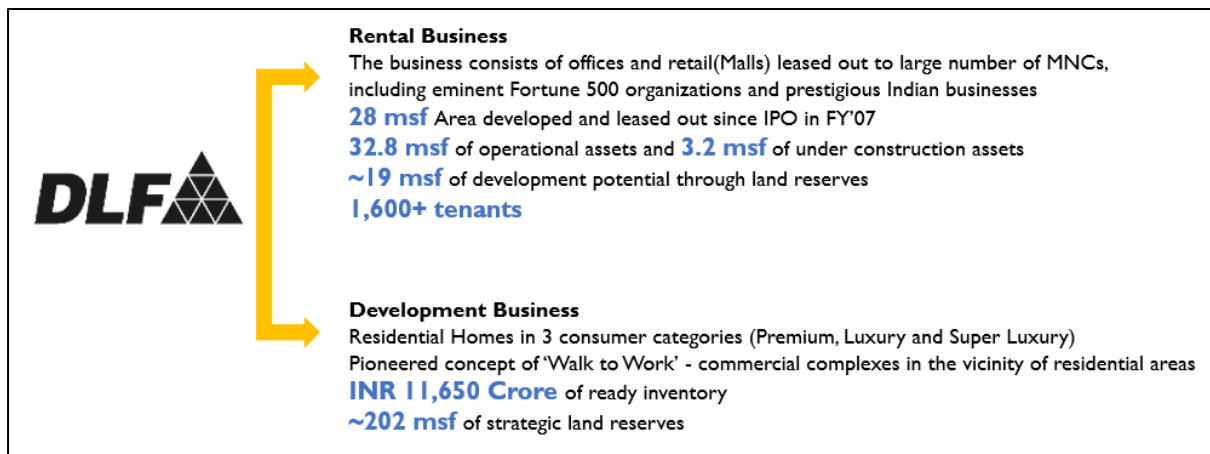 DLF
Rental Business
The business consists of offices and retail(Malls) leased out to large number of MNCs,
including eminent Fortune 500 organizations and prestigious Indian businesses
28 msf Area developed and leased out since IPO in FY'07
32.8 msf of operational assets and 3.2 msf of under construction assets
~19 msf of development potential through land reserves
1,600+ tenants
Development Business
Residential Homes in 3 consumer categories (Premium, Luxury and Super Luxury)
Pioneered concept of 'Walk to Work' - commercial complexes in the vicinity of residential areas
INR 11,650 Crore of ready inventory
~202 msf of strategic land reserves